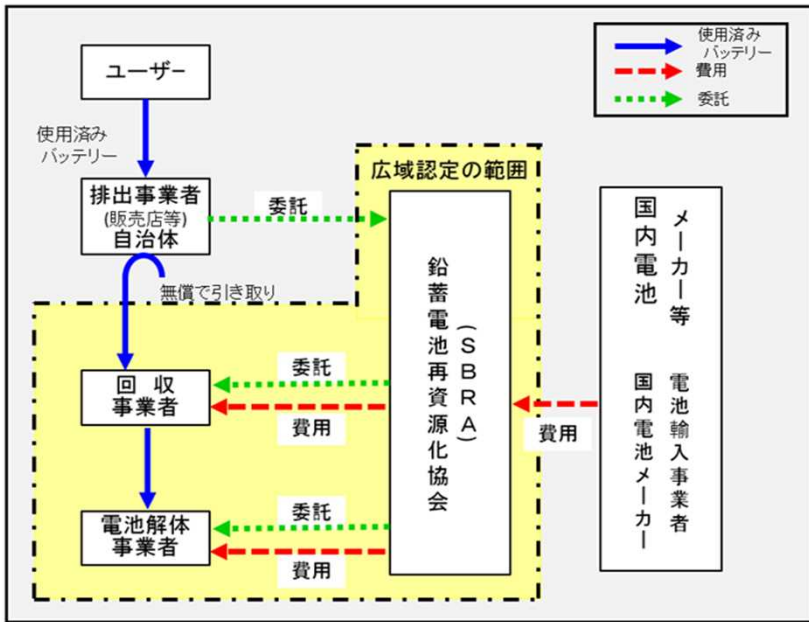 使用済み
バッテリー
費用
委託
ユーザー
使用済み
バッテリー
排出事業者
(販売店等)
自治体
委託
無償で引き取り
広域認定の範囲
鉛蓄電池再資源化協会
(SBRA)
回収
事業者
委託
費用
電池解体
事業者
委託
費用
費用
国内電池
メーカー等
電池輸入事業者
国内電池メーカー